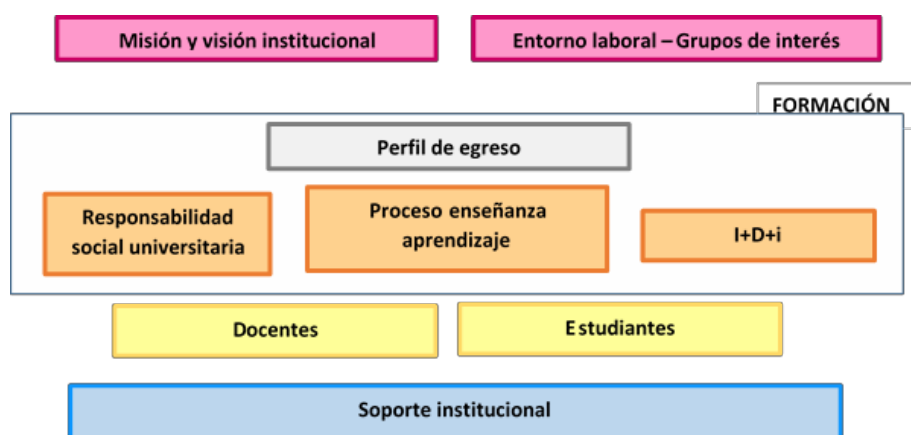 Misión y visión institucional
Entorno laboral – Grupos de interés
FORMACIÓN
Perfil de egreso
Responsabilidad
social universitaria
Proceso enseñanza
aprendizaje
I+D+i
Docentes
Estudiantes
Soporte institucional